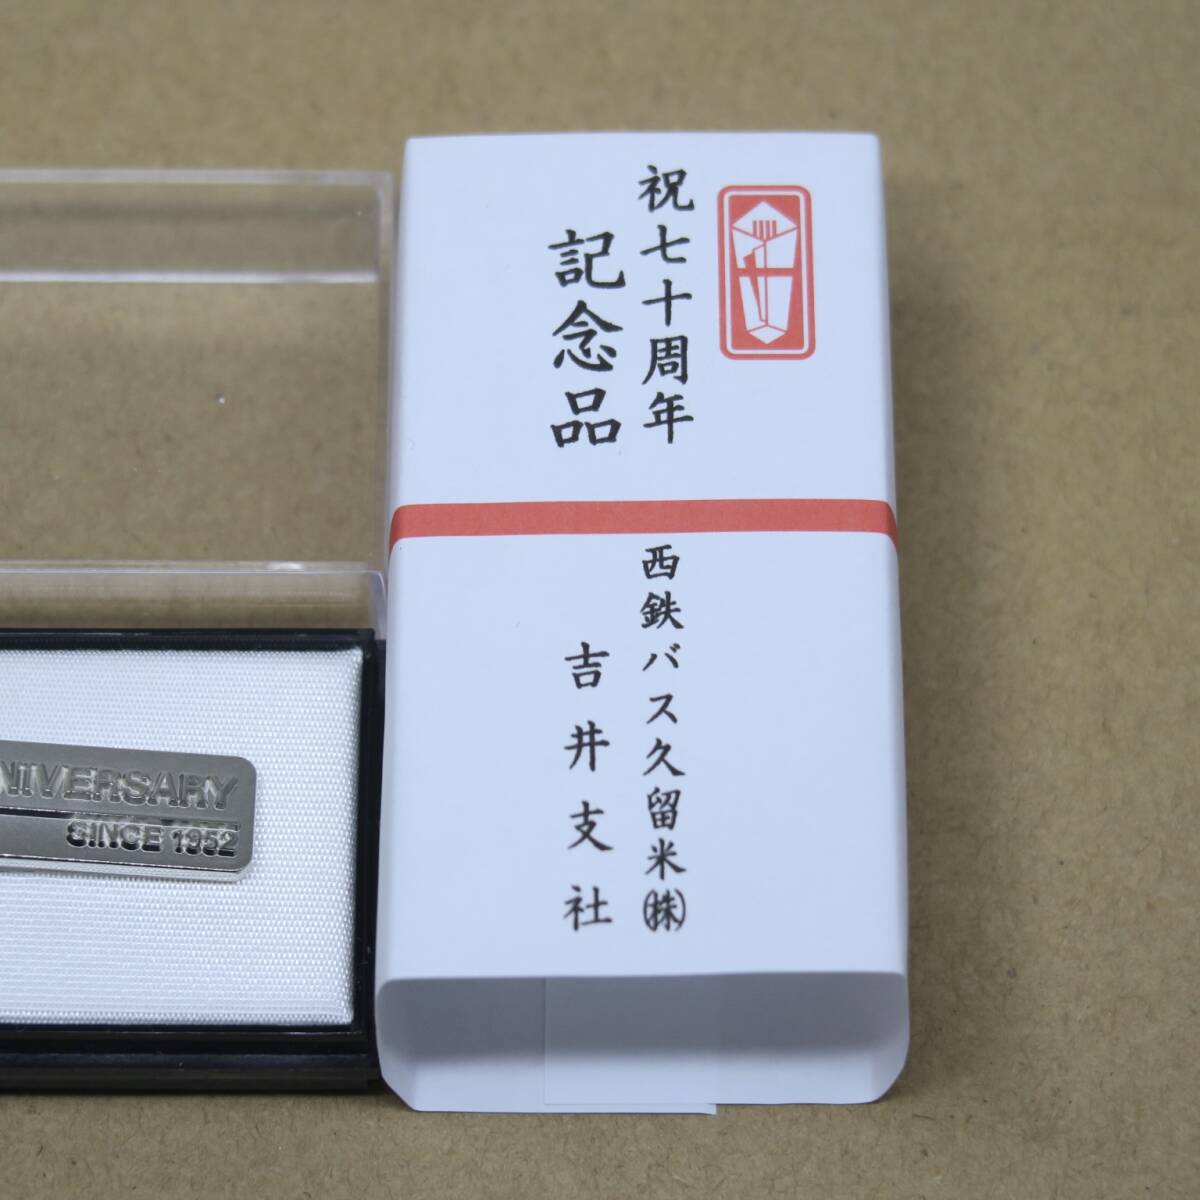 祝七十周年
記念品
西鉄バス久留米㈱
吉井支社
NIVERSARY
SINCE 1952